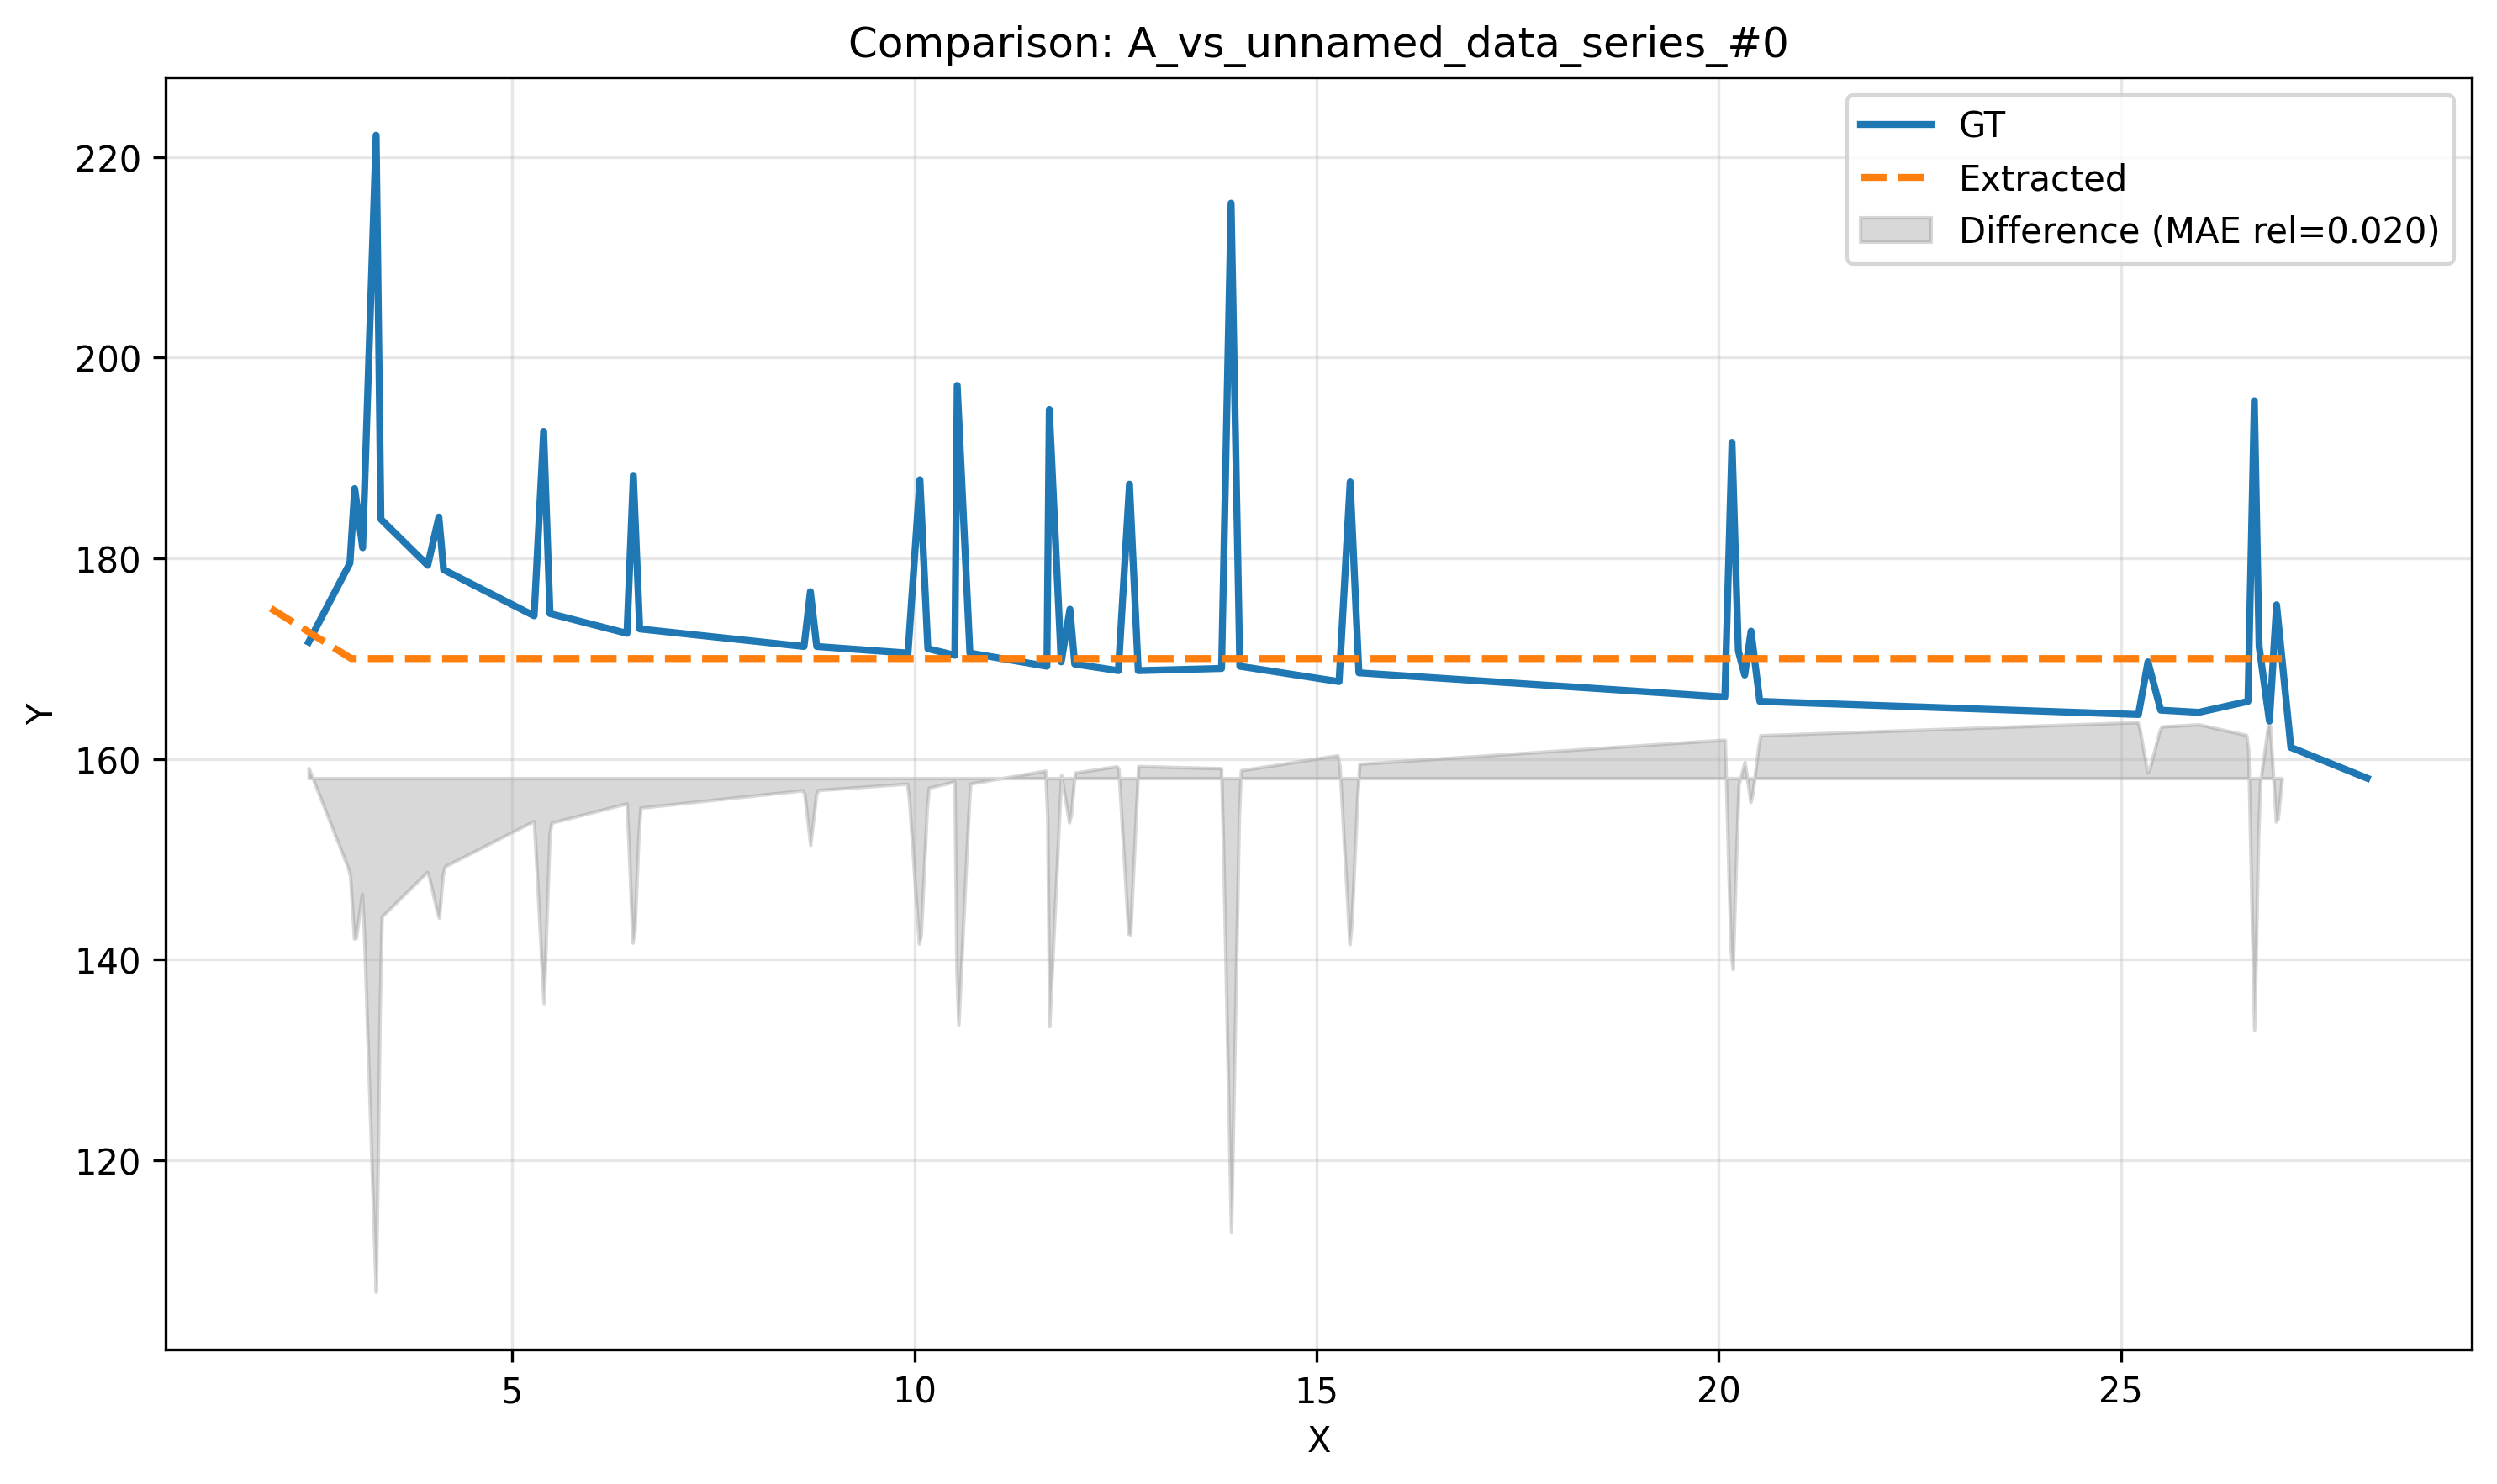 Comparison: A_vs_unnamed_data_series_#0
GT
Extracted
Difference (MAE rel=0.020)
220
200
180
160
140
120
Y
5
10
15
20
25
X